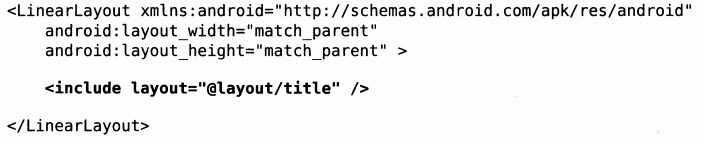 <LinearLayout xmlns:android="http://schemas.android.com/apk/res/android"
    android:layout_width="match_parent"
    android:layout_height="match_parent" >
    <include layout="@layout/title" />
</LinearLayout>